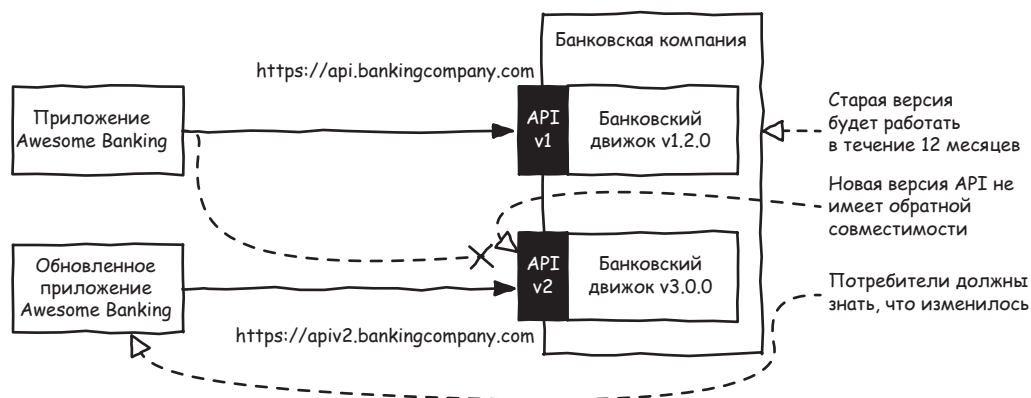 Банковская компания
https://api.bankingcompany.com
Приложение
Awesome Banking
API
v1
Банковский
движок v1.2.0
Старая версия
будет работать
в течение 12 месяцев
Новая версия API не
имеет обратной
совместимости
Обновленное
приложение
Awesome Banking
API
v2
Банковский
движок v3.0.0
Потребители должны
знать, что изменилось
https://apiv2.bankingcompany.com